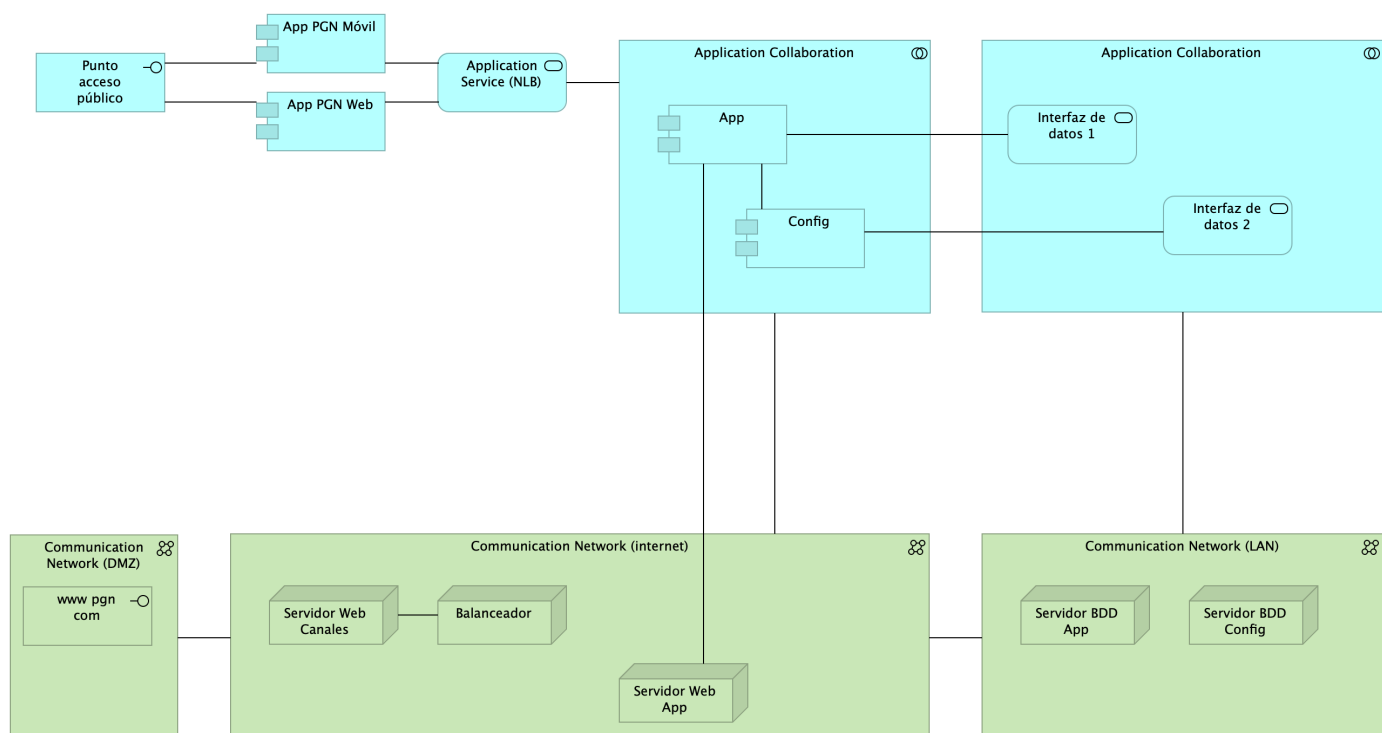 App PGN Móvil
Punto
acceso
público
App PGN Web
Application
Service (NLB)
Application Collaboration
App
Config
Application Collaboration
Interfaz de
datos 1
Interfaz de
datos 2
Communication
Network (DMZ)
www pgn
com
Communication Network (internet)
Servidor Web
Canales
Balanceador
Servidor Web
App
Communication Network (LAN)
Servidor BDD
App
Servidor BDD
Config